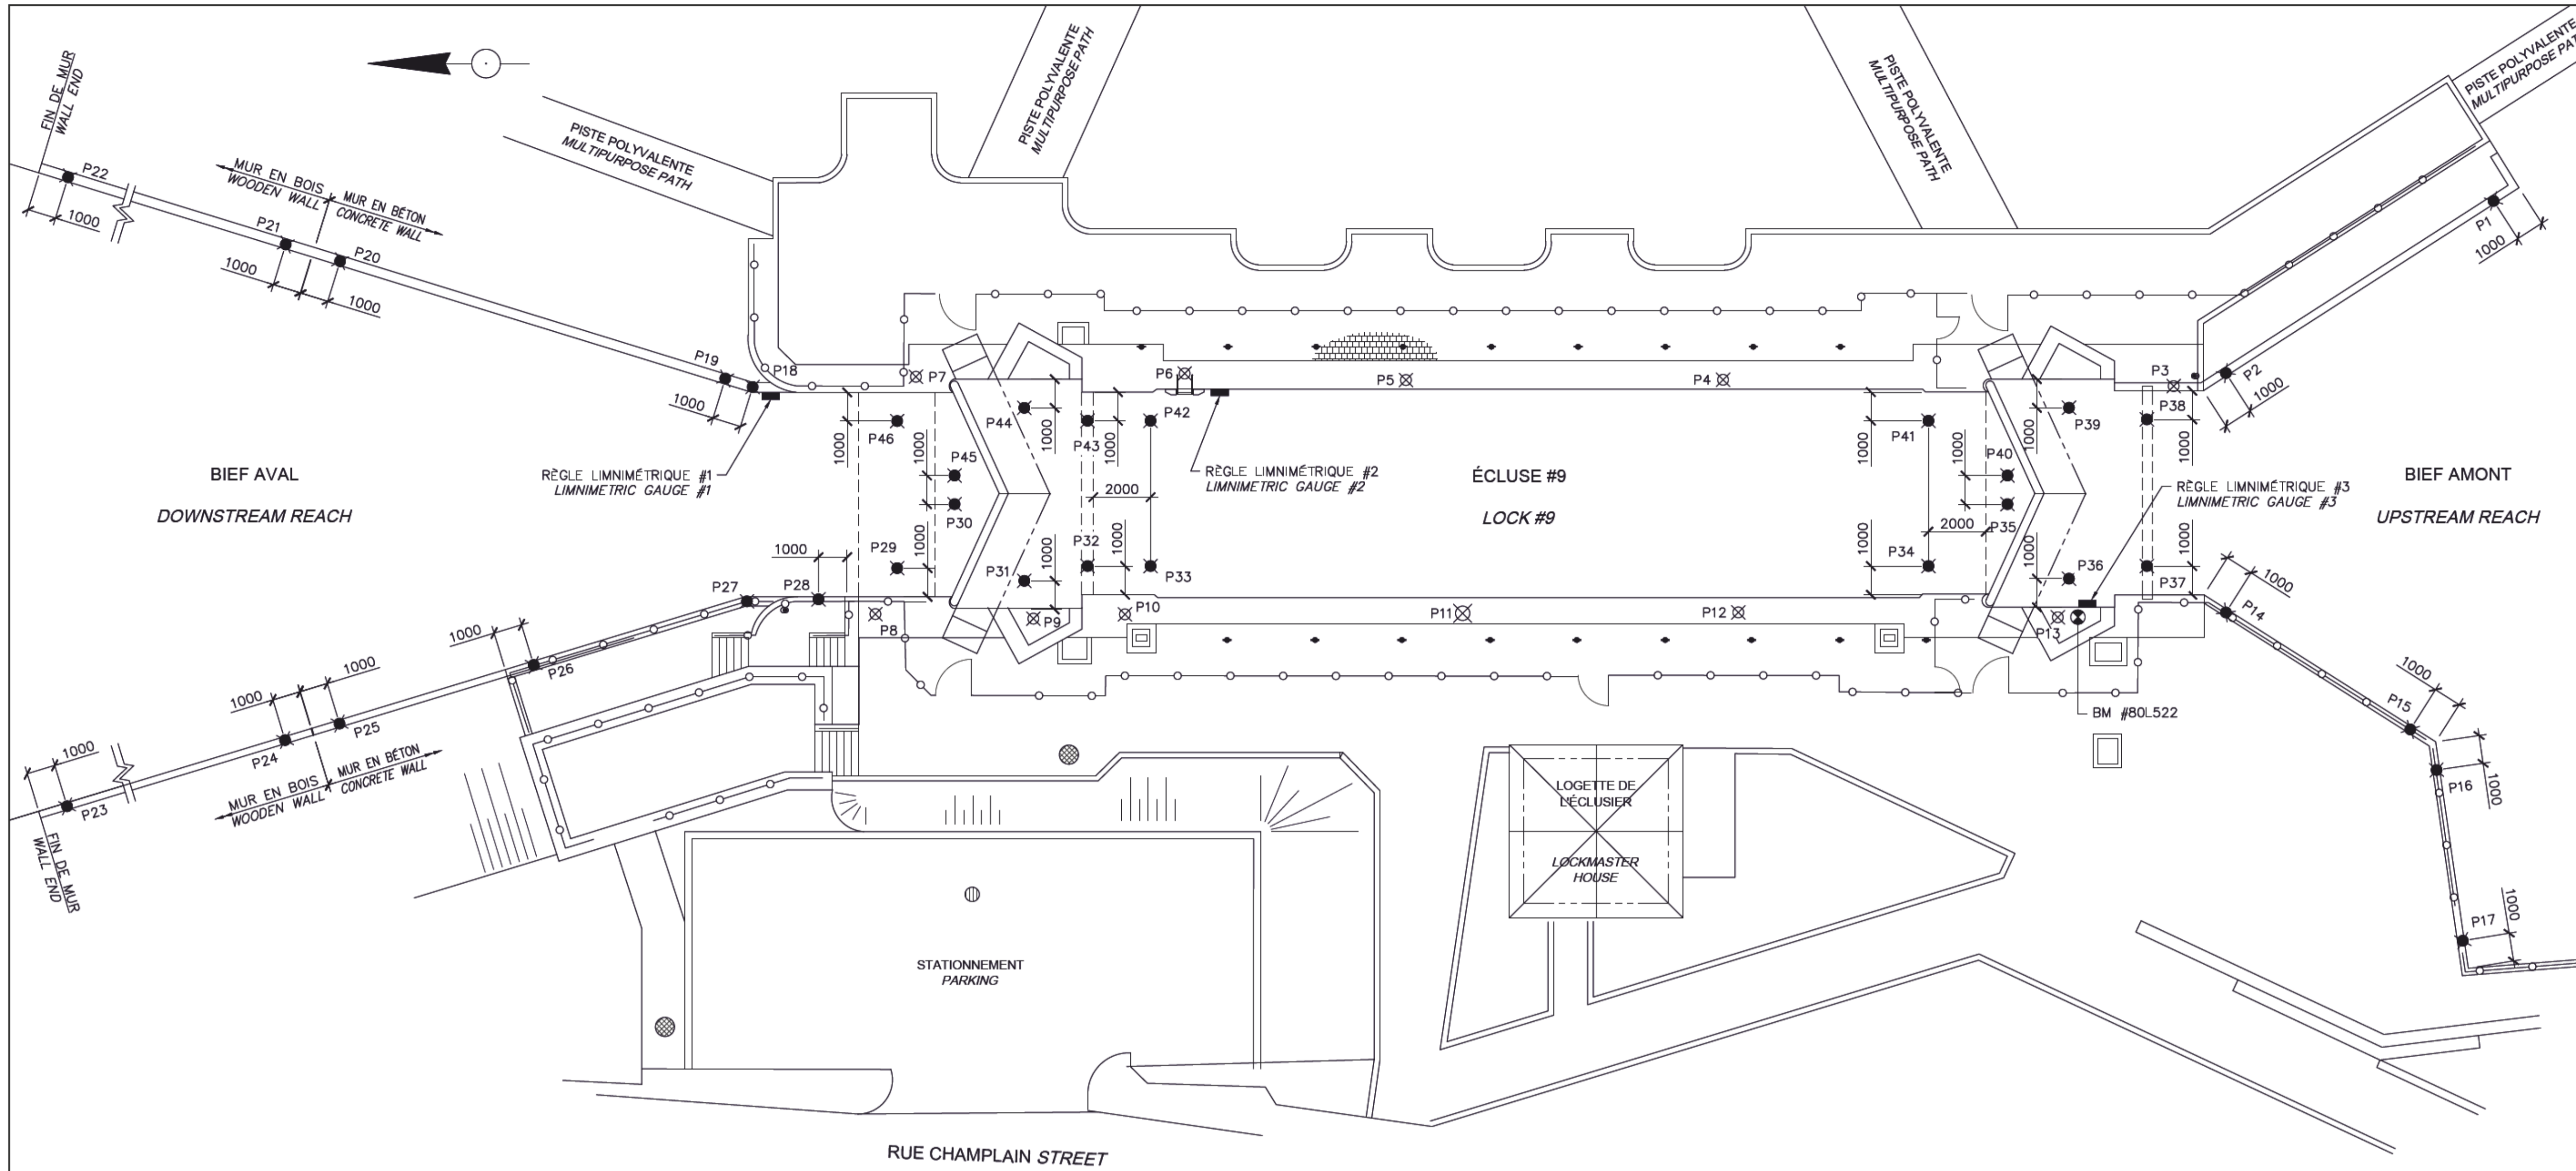 FIN DE MUR
WALL END
P22
1000
MUR EN BOIS
WOODEN WALL
MUR EN BÉTON
CONCRETE WALL
P21
P20
1000
1000
PISTE POLYVALENTE
MULTIPURPOSE PATH
PISTE POLYVALENTE
MULTIPURPOSE PATH
PISTE POLYVALENTE
MULTIPURPOSE PATH
PISTE POLYVALENTE
MULTIPURPOSE PATH
P1
1000
P19
P18
1000
P7
P6
P5
P4
P3
P2
1000
P46
1000
P45
1000
P44
1000
P43
1000
P42
P41
1000
P40
1000
P39
1000
P38
1000
BIEF AVAL
DOWNSTREAM REACH
RÈGLE LIMNIMÉTRIQUE #1
LIMNIMETRIC GAUGE #1
RÈGLE LIMNIMÉTRIQUE #2
LIMNIMETRIC GAUGE #2
ÉCLUSE #9
LOCK #9
RÈGLE LIMNIMÉTRIQUE #3
LIMNIMETRIC GAUGE #3
BIEF AMONT
UPSTREAM REACH
2000
2000
P30
P35
P29
1000
1000
P31
1000
P32
1000
P33
P34
1000
P36
1000
P37
1000
P27
P28
P8
P9
P10
P11
P12
P13
P14
1000
1000
P26
1000
1000
P25
P24
1000
P23
MUR EN BOIS
WOODEN WALL
MUR EN BÉTON
CONCRETE WALL
FIN DE MUR
WALL END
BM #80L522
1000
P15
P16
1000
P17
1000
LOGETTE DE
L'ÉCLUSIER
LOCKMASTER
HOUSE
STATIONNEMENT
PARKING
RUE CHAMPLAIN STREET